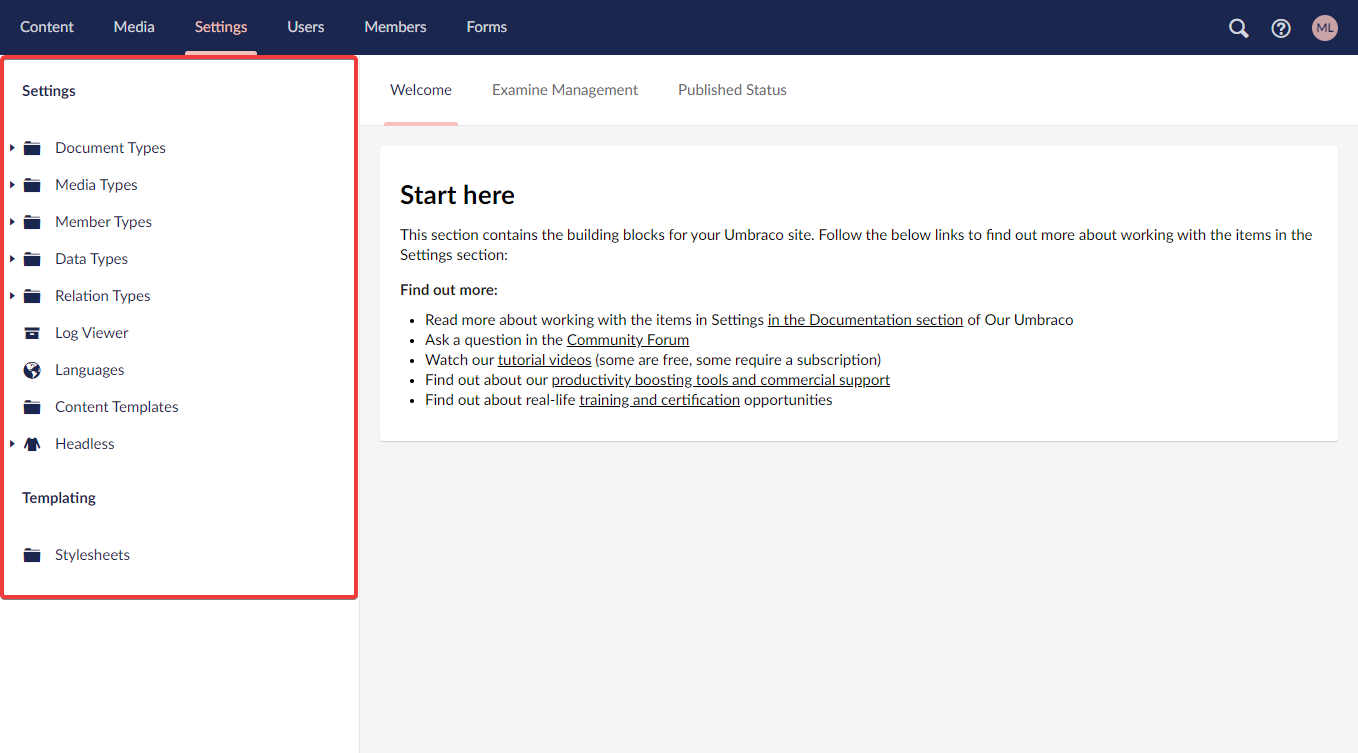 Content Media Settings Users Members Forms
ML
Settings
Document Types
Media Types
Member Types
Data Types
Relation Types
Log Viewer
Languages
Content Templates
Headless
Templating
Stylesheets
Welcome Examine Management Published Status
Start here
This section contains the building blocks for your Umbraco site. Follow the below links to find out more about working with the items in the
Settings section:
Find out more:
• Read more about working with the items in Settings in the Documentation section of Our Umbraco
• Ask a question in the Community Forum
• Watch our tutorial videos (some are free, some require a subscription)
• Find out about our productivity boosting tools and commercial support
• Find out about real-life training and certification opportunities